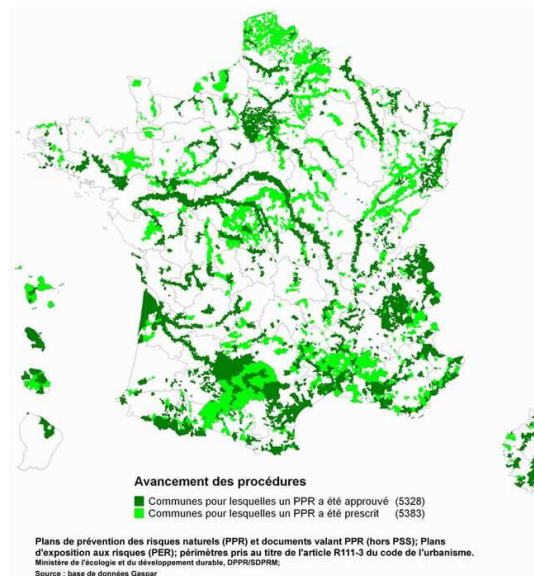 Avancement des procédures
Communes pour lesquelles un PPR a été approuvé (5328)
Communes pour lesquelles un PPR a été prescrit (5383)
Plans de prévention des risques naturels (PPR) et documents valant PPR (hors PSS); Plans
d'exposition aux risques (PER); périmètres pris au titre de l'article R111-3 du code de l'urbanisme.
Ministère de l'écologie et du développement durable, DPPR/SDPRM;
Source : base de données Gaspar